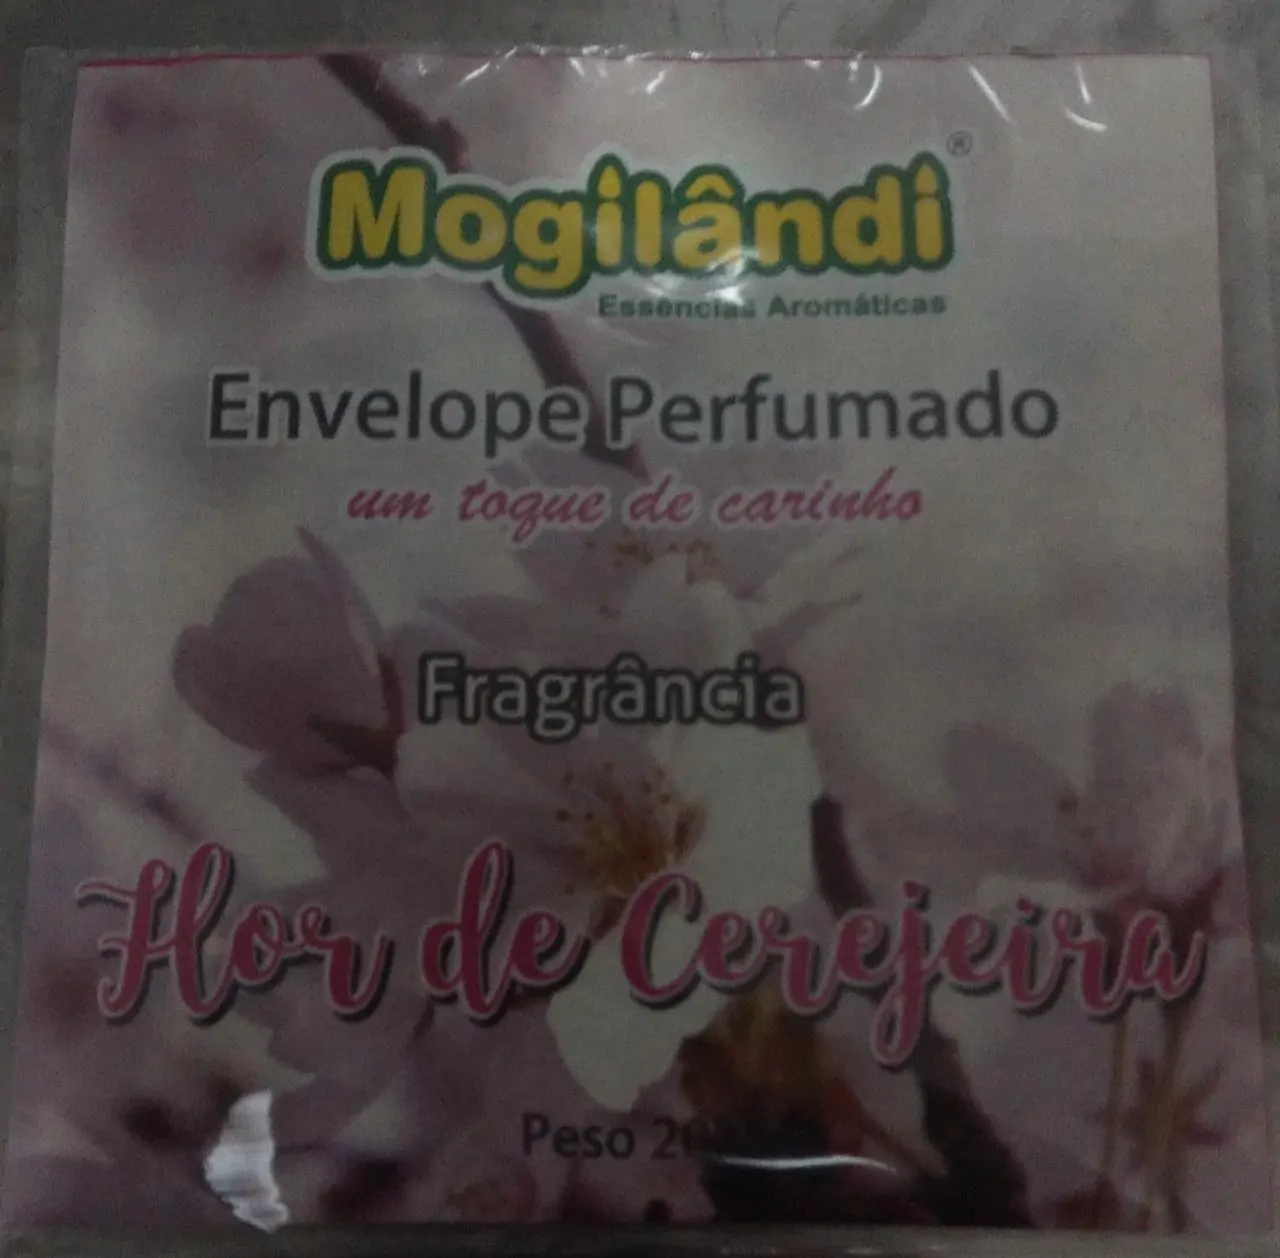 Mogilândi®
Essências Aromáticas
Envelope Perfumado
um toque de carinho
Fragrância
Flor de Cerejeira
Peso